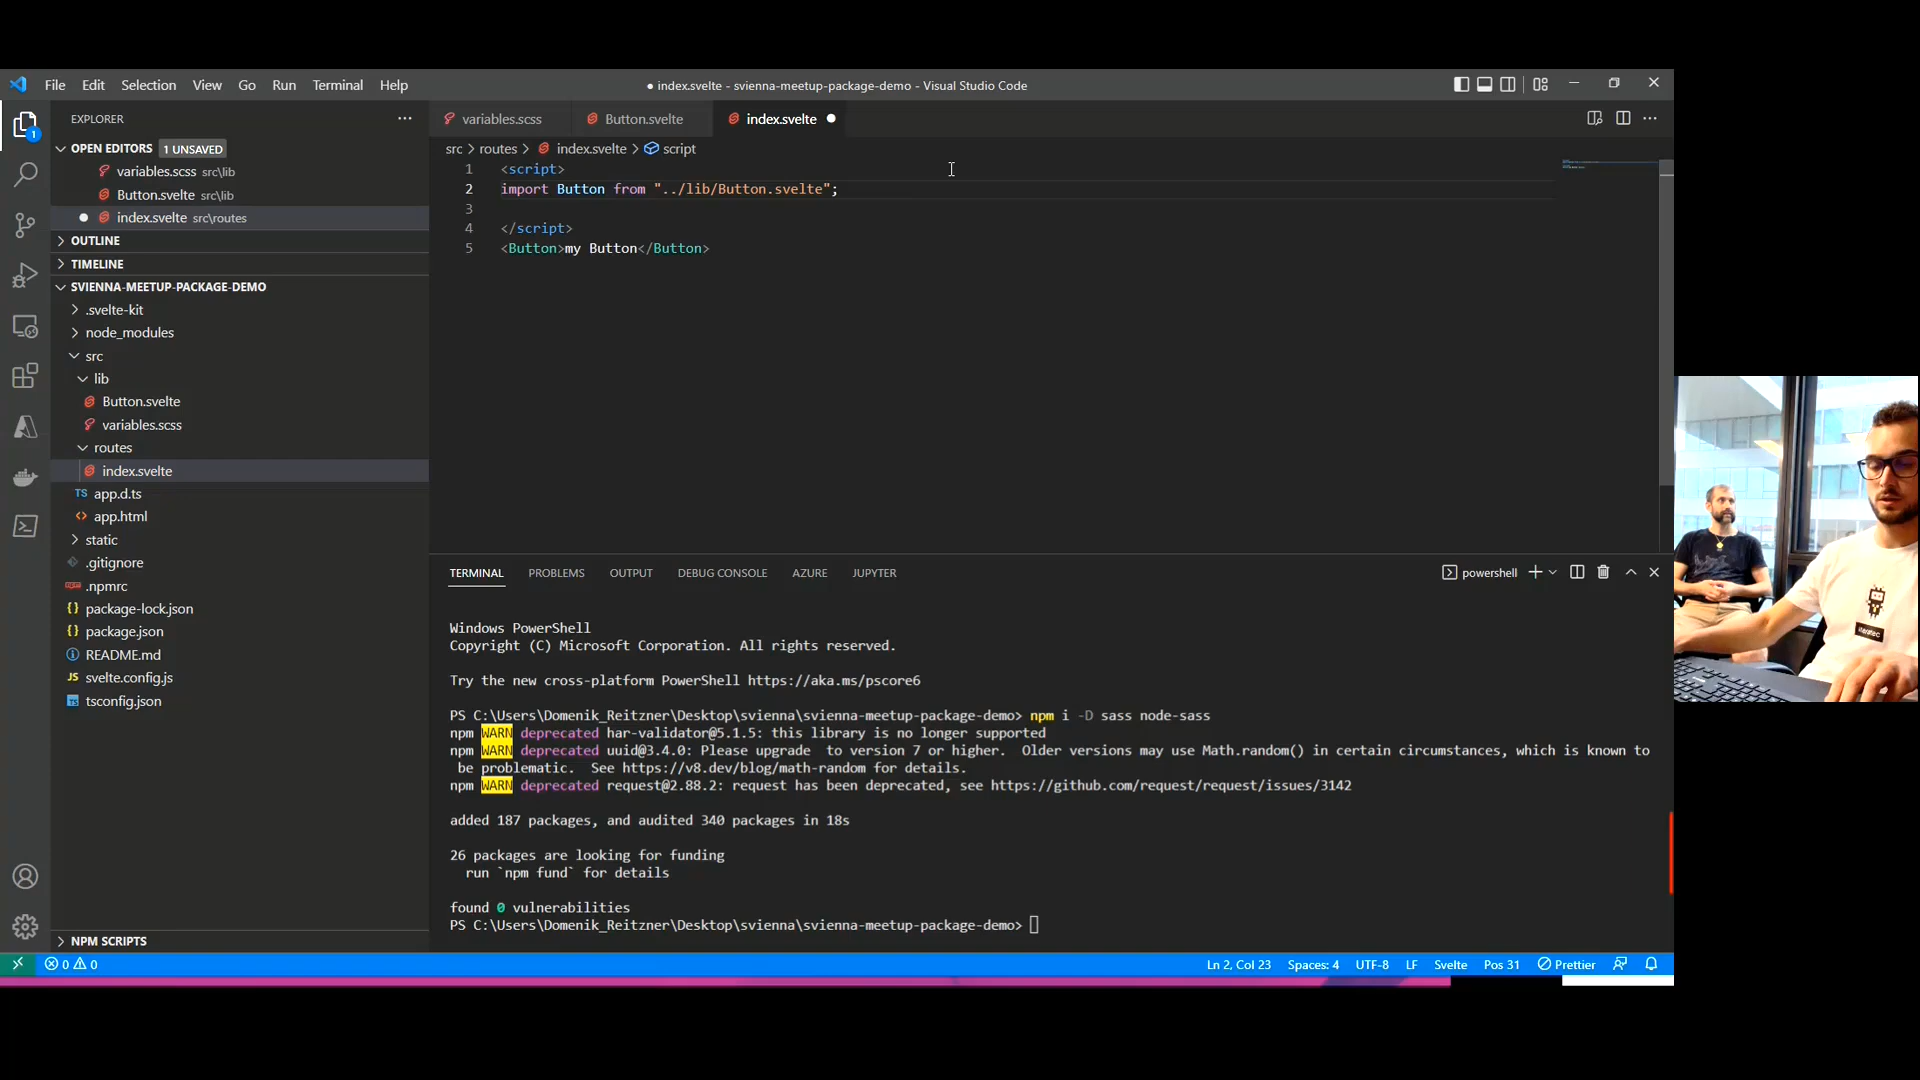 File Edit Selection View Go Run Terminal Help
● index.svelte - svienna-meetup-package-demo - Visual Studio Code
EXPLORER
variables.scss Button.svelte index.svelte
OPEN EDITORS 1 UNSAVED
variables.scss src\lib
Button.svelte src\lib
index.svelte src\routes
OUTLINE
TIMELINE
SVIENNA-MEETUP-PACKAGE-DEMO
.svelte-kit
node_modules
src
lib
Button.svelte
variables.scss
routes
index.svelte
TS app.d.ts
<> app.html
static
.gitignore
.npmrc
{} package-lock.json
{} package.json
README.md
JS svelte.config.js
tsconfig.json
NPM SCRIPTS
1
src > routes > index.svelte > script
1 <script>
2 import Button from "../lib/Button.svelte";
3
4 </script>
5 <Button>my Button</Button>
TERMINAL PROBLEMS OUTPUT DEBUG CONSOLE AZURE JUPYTER
powershell
Windows PowerShell
Copyright (C) Microsoft Corporation. All rights reserved.
Try the new cross-platform PowerShell https://aka.ms/pscore6
PS C:\Users\Domenik_Reitzner\Desktop\svienna\svienna-meetup-package-demo> npm i -D sass node-sass
npm WARN deprecated har-validator@5.1.5: this library is no longer supported
npm WARN deprecated uuid@3.4.0: Please upgrade  to version 7 or higher.  Older versions may use Math.random() in certain circumstances, which is known to
be problematic.  See https://v8.dev/blog/math-random for details.
npm WARN deprecated request@2.88.2: request has been deprecated, see https://github.com/request/request/issues/3142
added 187 packages, and audited 340 packages in 18s
26 packages are looking for funding
run `npm fund` for details
found 0 vulnerabilities
PS C:\Users\Domenik_Reitzner\Desktop\svienna\svienna-meetup-package-demo>
0 0
Ln 2, Col 23 Spaces: 4 UTF-8 LF Svelte Pos 31 Prettier
iteratec